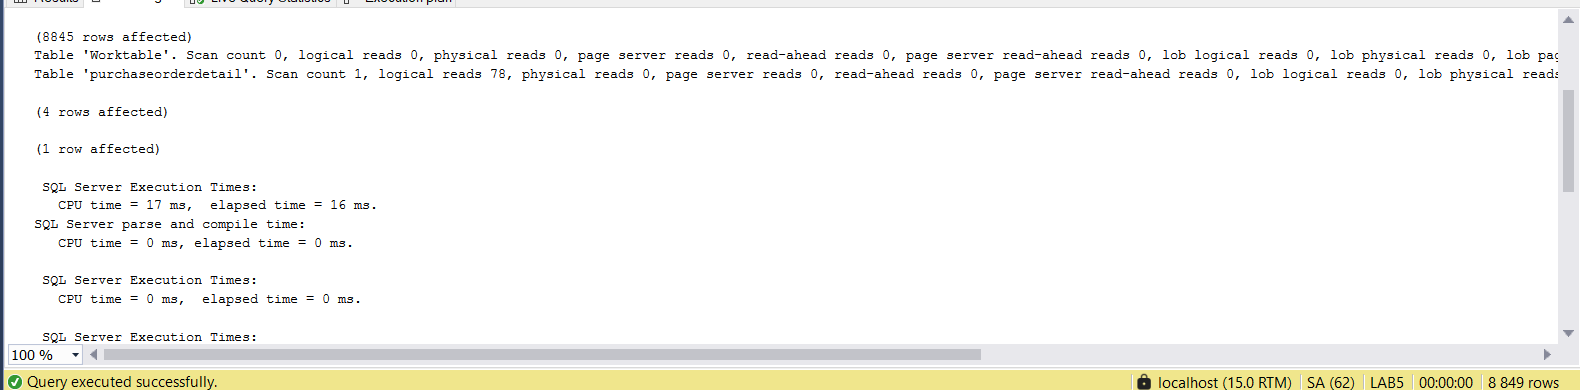 Results
Live Query Statistics
Execution plan
(8845 rows affected)
Table 'Worktable'. Scan count 0, logical reads 0, physical reads 0, page server reads 0, read-ahead reads 0, page server read-ahead reads 0, lob logical reads 0, lob physical reads 0, lob
Table 'purchaseorderdetail'. Scan count 1, logical reads 78, physical reads 0, page server reads 0, read-ahead reads 0, page server read-ahead reads 0, lob logical reads 0, lob physical reads
(4 rows affected)
(1 row affected)
SQL Server Execution Times:
CPU time = 17 ms,  elapsed time = 16 ms.
SQL Server parse and compile time:
CPU time = 0 ms, elapsed time = 0 ms.
SQL Server Execution Times:
CPU time = 0 ms,  elapsed time = 0 ms.
SQL Server Execution Times:
100 %
Query executed successfully.
localhost (15.0 RTM)
SA (62)
LAB5
00:00:00
8 849 rows